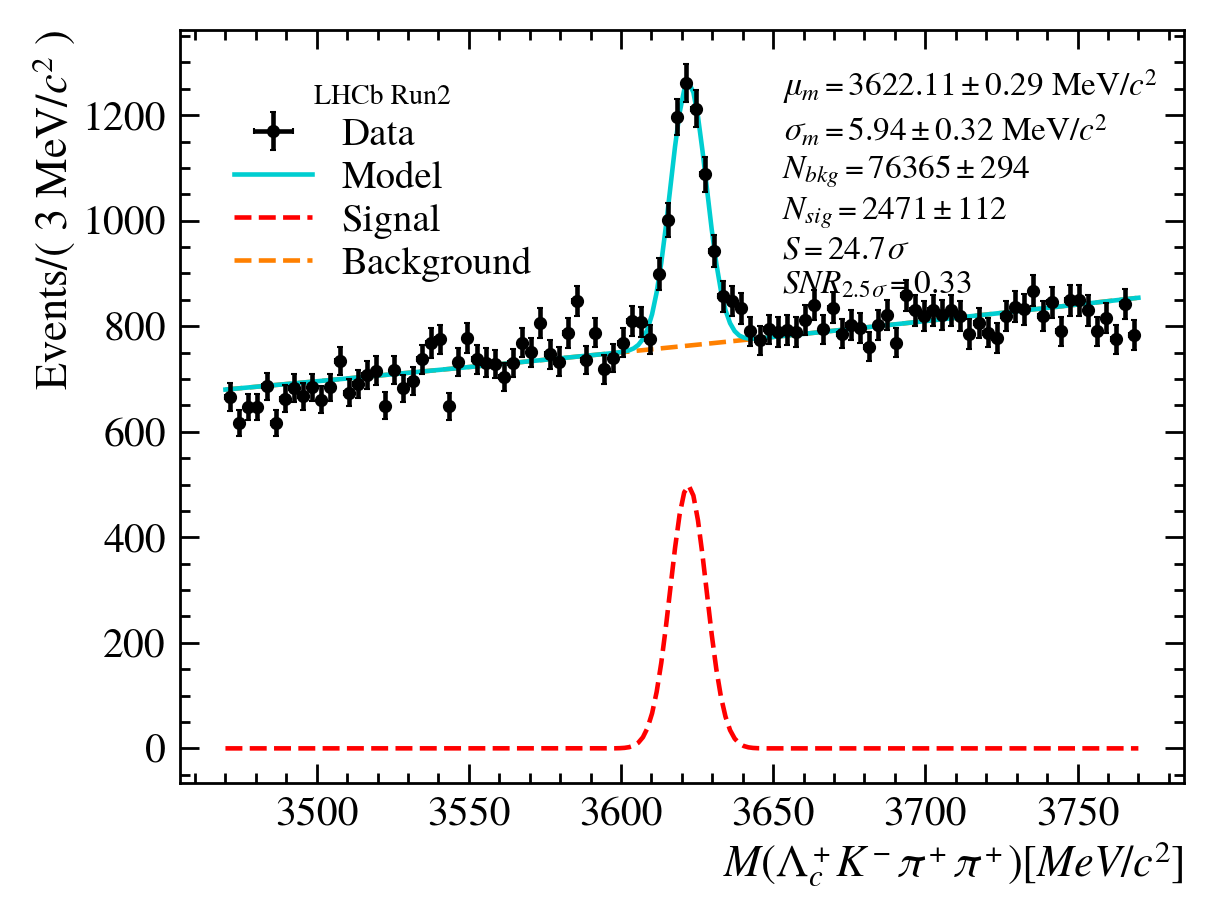 Events/( 3 MeV/c² )
1200
1000
800
600
400
200
0
LHCb Run2
Data
Model
Signal
Background
μₘ = 3622.11 ± 0.29 MeV/c²
σₘ = 5.94 ± 0.32 MeV/c²
N_bkg = 76365 ± 294
N_sig = 2471 ± 112
S = 24.7σ
SNR_2.5σ = 0.33
3500 3550 3600 3650 3700 3750
M(Λ_c⁺K⁻π⁺π⁺)[MeV/c²]